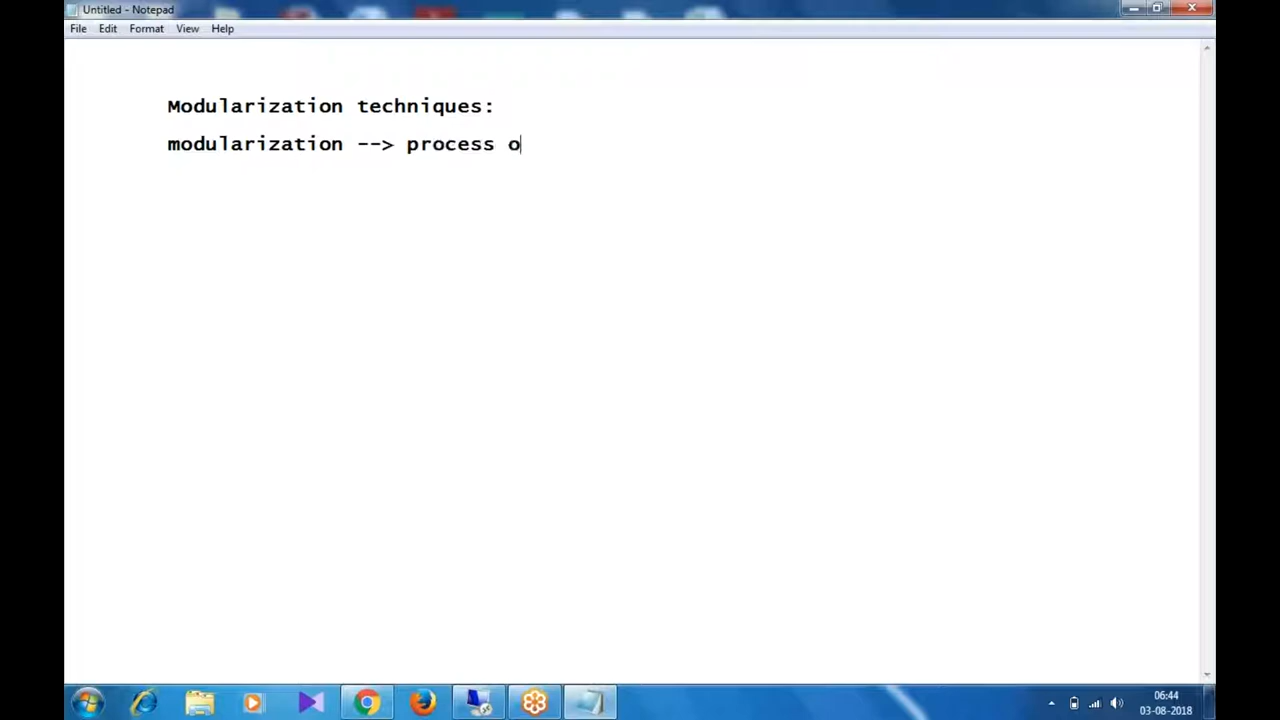 Untitled - Notepad
File Edit Format View Help
Modularization techniques:
modularization --> process o
06:44
03-08-2018